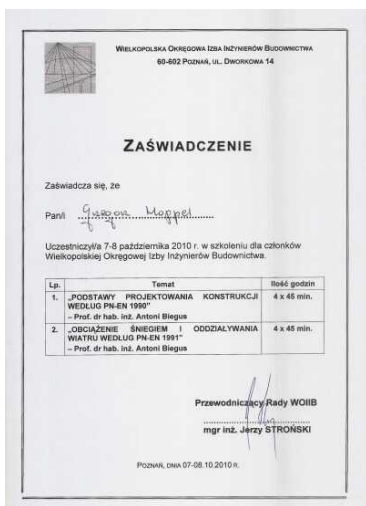 WIELKOPOLSKA OKRĘGOWA IZBA INŻYNIERÓW BUDOWNICTWA
60-602 POZNAŃ, UL. DWORKOWA 14
ZAŚWIADCZENIE
Zaświadcza się, że
Pan/i Grzegorz Moppel
Uczestniczył/a 7-8 października 2010 r. w szkoleniu dla członków
Wielkopolskiej Okręgowej Izby Inżynierów Budownictwa.
Lp. Temat Ilość godzin
1. „PODSTAWY PROJEKTOWANIA KONSTRUKCJI 4 x 45 min.
WEDŁUG PN-EN 1990"
– Prof. dr hab. inż. Antoni Biegus
2. „OBCIĄŻENIE ŚNIEGIEM I ODDZIAŁYWANIA 4 x 45 min.
WIATRU WEDŁUG PN-EN 1991"
– Prof. dr hab. inż. Antoni Biegus
Przewodniczący Rady WOIIB
mgr inż. Jerzy STROŃSKI
POZNAŃ, DNIA 07-08.10.2010 R.